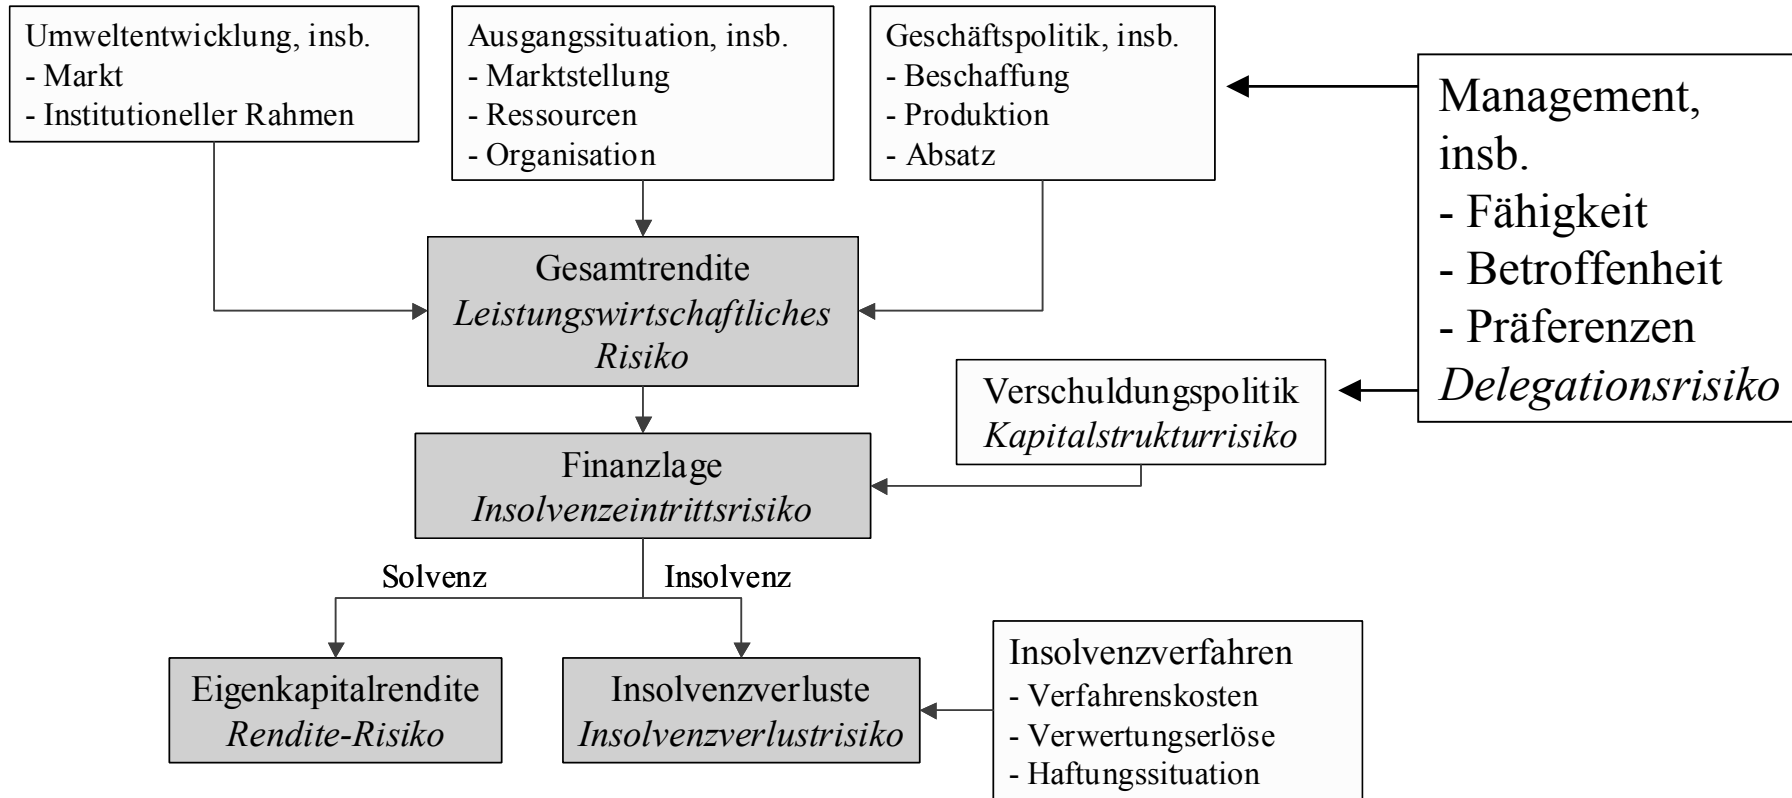 Umweltentwicklung, insb.
- Markt
- Institutioneller Rahmen
Ausgangssituation, insb.
- Marktstellung
- Ressourcen
- Organisation
Geschäftspolitik, insb.
- Beschaffung
- Produktion
- Absatz
Management,
insb.
- Fähigkeit
- Betroffenheit
- Präferenzen
Delegationsrisiko
Gesamtrendite
Leistungswirtschaftliches
Risiko
Verschuldungspolitik
Kapitalstrukturrisiko
Finanzlage
Insolvenzeintrittsrisiko
Solvenz
Insolvenz
Eigenkapitalrendite
Rendite-Risiko
Insolvenzverluste
Insolvenzverlustrisiko
Insolvenzverfahren
- Verfahrenskosten
- Verwertungserlöse
- Haftungssituation